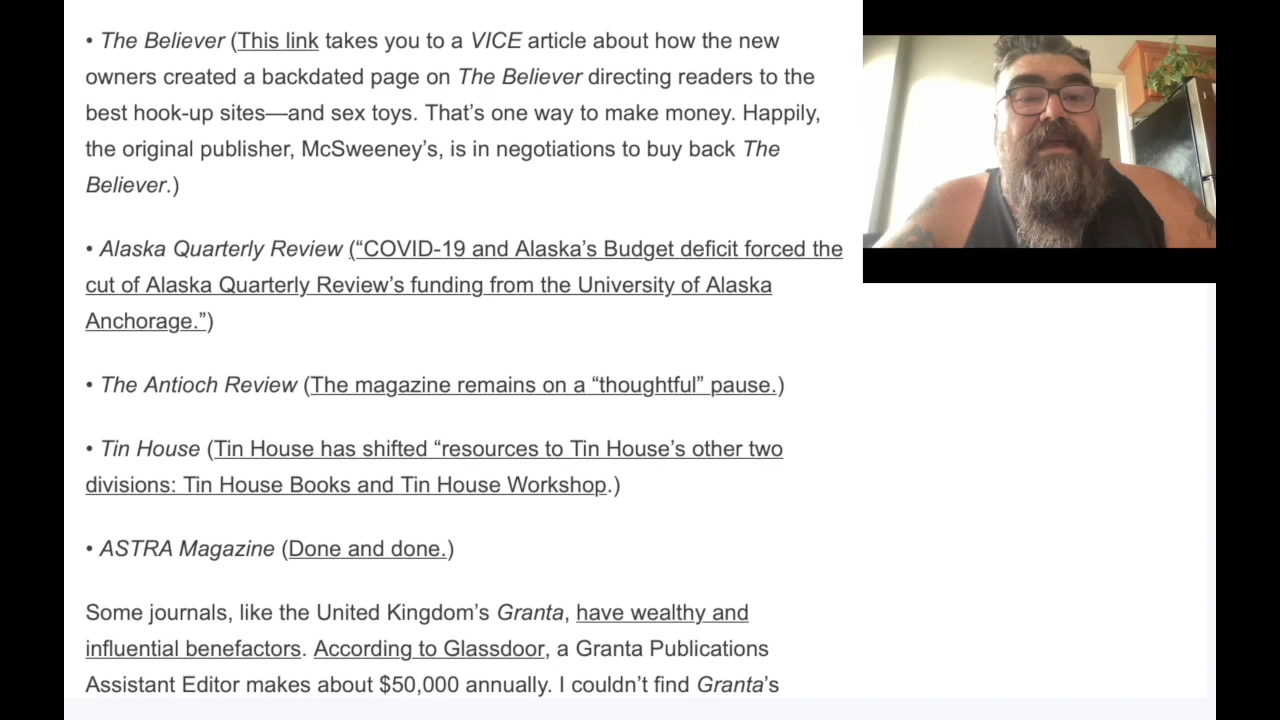 • The Believer (This link takes you to a VICE article about how the new
owners created a backdated page on The Believer directing readers to the
best hook-up sites—and sex toys. That’s one way to make money. Happily,
the original publisher, McSweeney’s, is in negotiations to buy back The
Believer.)
• Alaska Quarterly Review (“COVID-19 and Alaska’s Budget deficit forced the
cut of Alaska Quarterly Review’s funding from the University of Alaska
Anchorage.”)
• The Antioch Review (The magazine remains on a “thoughtful” pause.)
• Tin House (Tin House has shifted “resources to Tin House’s other two
divisions: Tin House Books and Tin House Workshop.)
• ASTRA Magazine (Done and done.)
Some journals, like the United Kingdom’s Granta, have wealthy and
influential benefactors. According to Glassdoor, a Granta Publications
Assistant Editor makes about $50,000 annually. I couldn’t find Granta’s